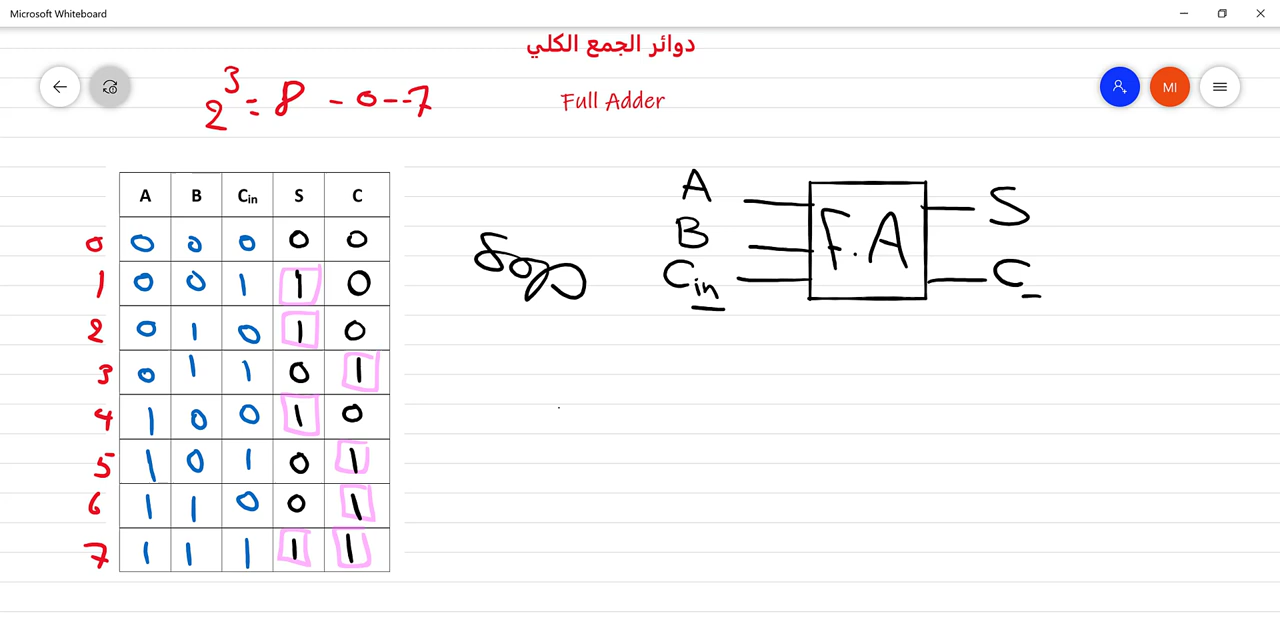 Microsoft Whiteboard
دوائر الجمع الكلي
2^3 = 8 - 0 -- 7
Full Adder
MI
A B Cin S C
0 0 0 0 0 0
1 0 0 1 1 0
2 0 1 0 1 0
3 0 1 1 0 1
4 1 0 0 1 0
5 1 0 1 0 1
6 1 1 0 0 1
7 1 1 1 1 1
A
B
Cin
F.A
S
C